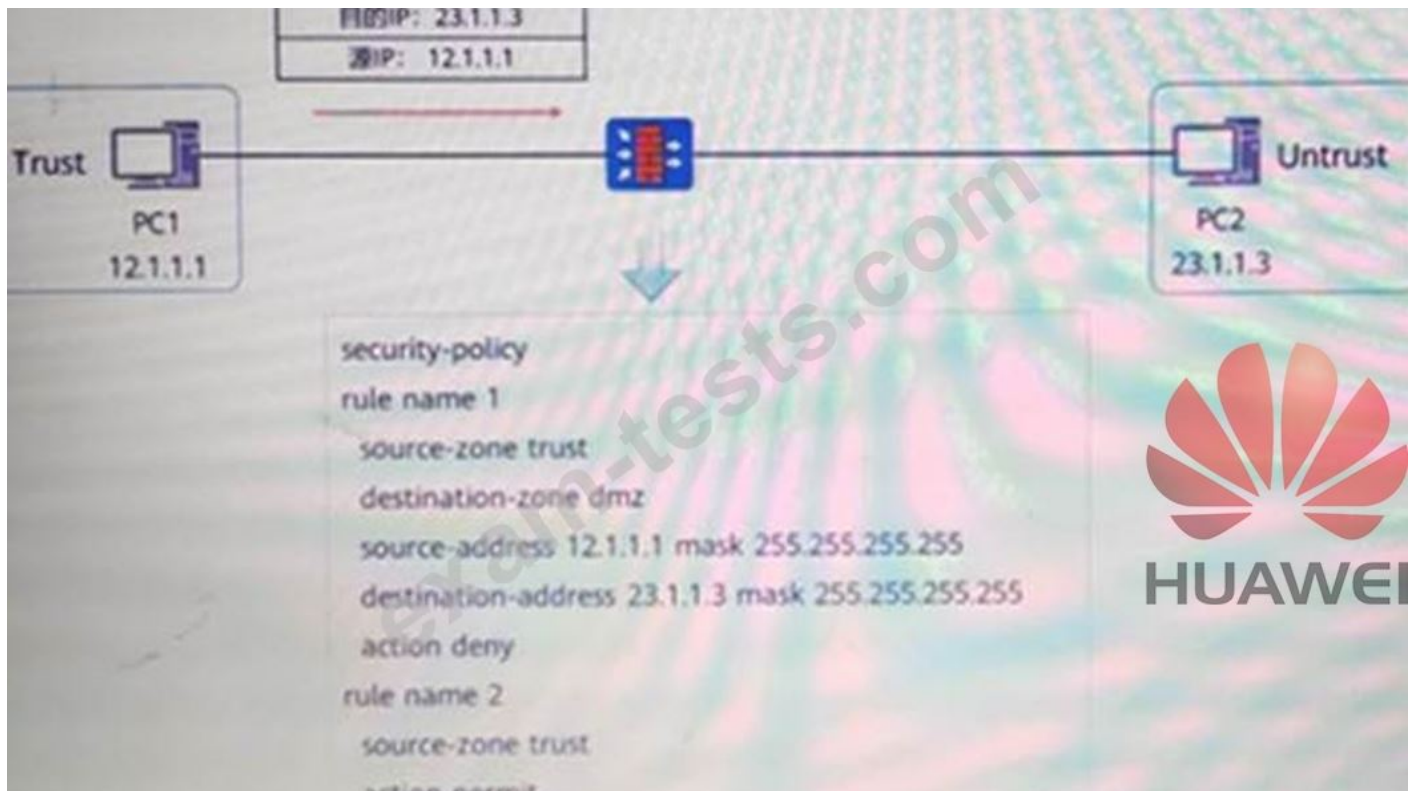 目的IP: 23.1.1.3
源IP: 12.1.1.1
Trust
PC1
12.1.1.1
Untrust
PC2
23.1.1.3
security-policy
rule name 1
source-zone trust
destination-zone dmz
source-address 12.1.1.1 mask 255.255.255.255
destination-address 23.1.1.3 mask 255.255.255.255
action deny
rule name 2
source-zone trust
action permit
exam-tests.com
HUAWEI